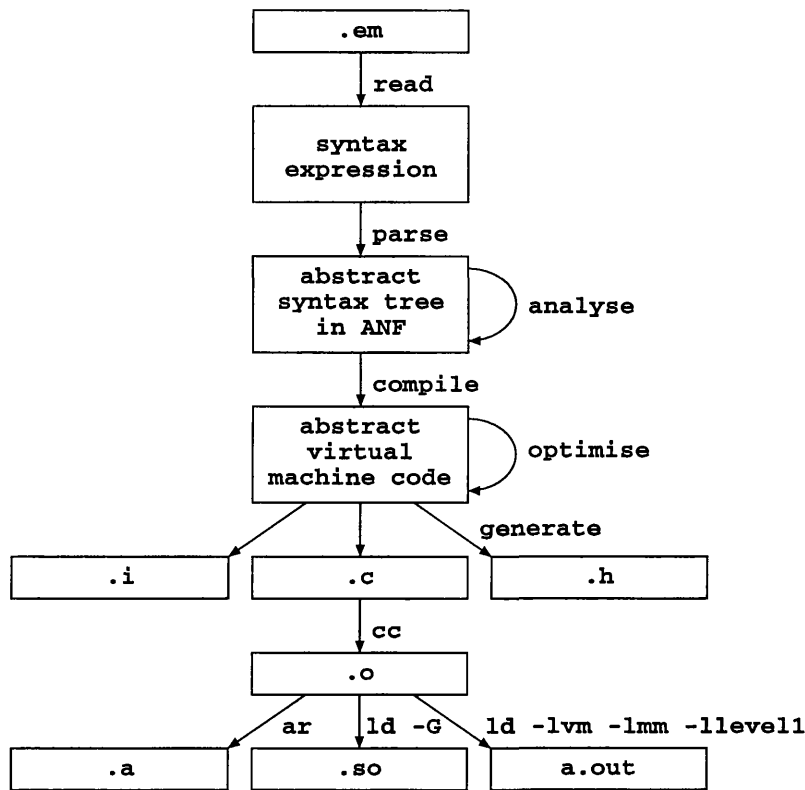 .em
read
syntax
expression
parse
abstract
syntax tree
in ANF
analyse
compile
abstract
virtual
machine code
optimise
generate
.i
.c
.h
cc
.o
ar
ld -G
ld -lvm -lmm -llevel1
.a
.so
a.out